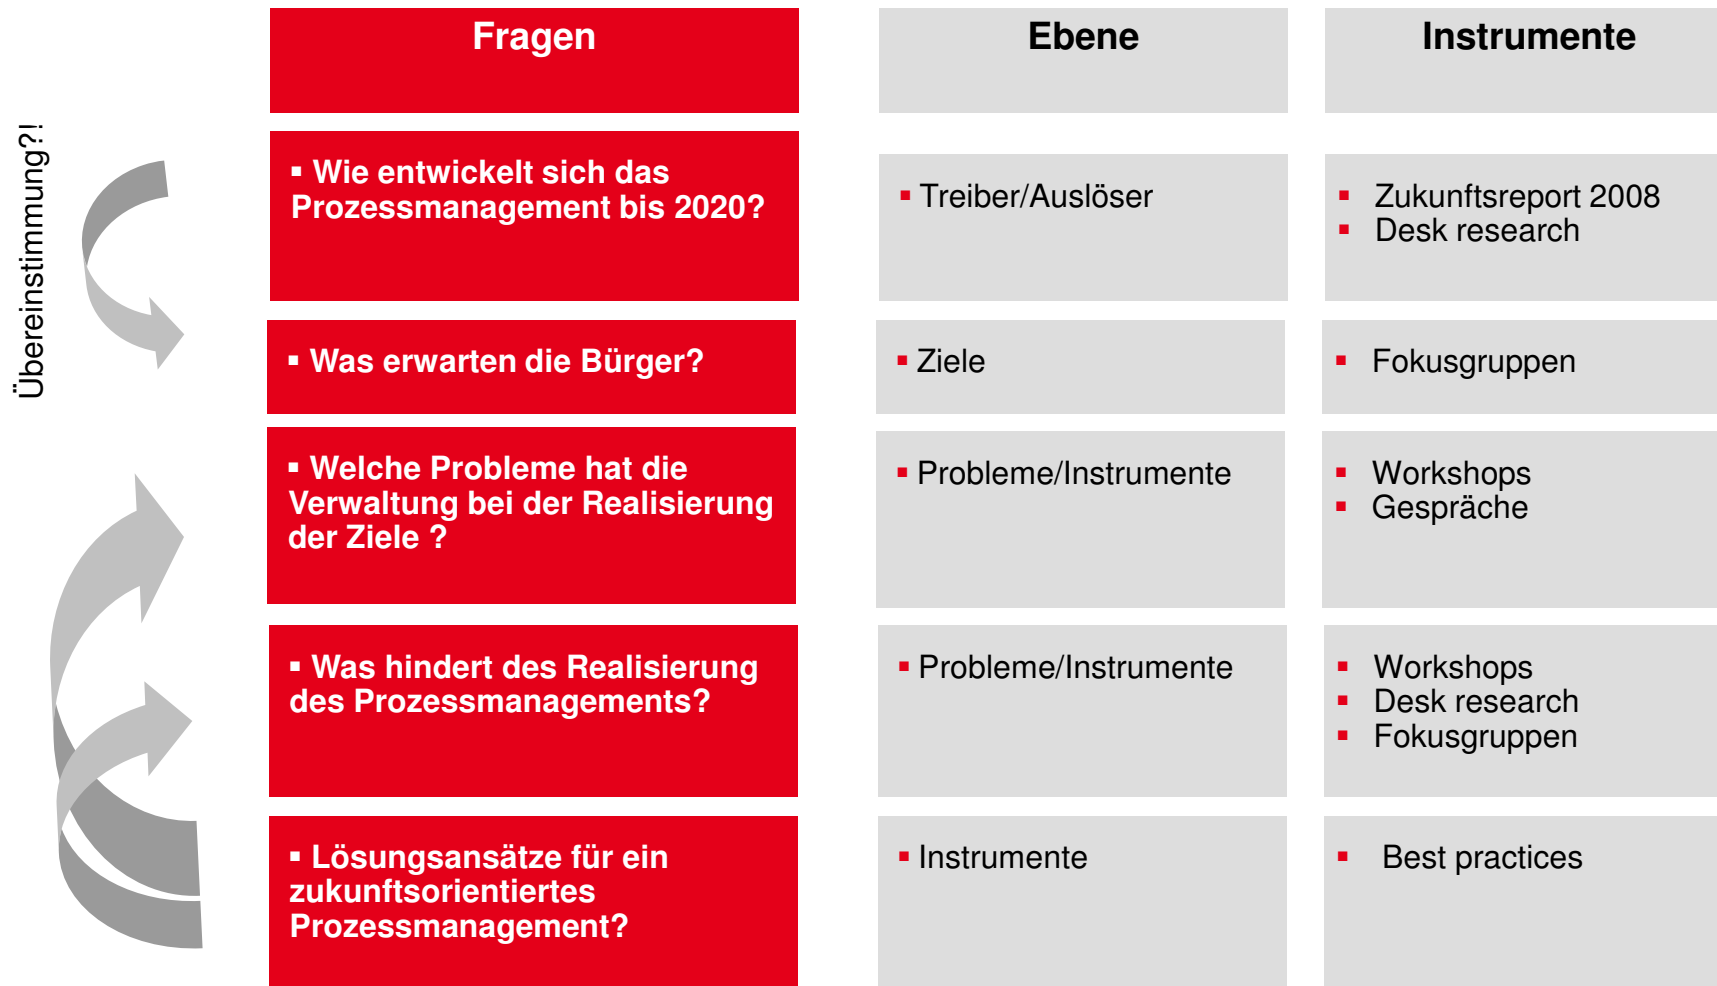 Fragen
Ebene
Instrumente
Übereinstimmung?!
▪ Wie entwickelt sich das
Prozessmanagement bis 2020?
▪ Treiber/Auslöser
▪ Zukunftsreport 2008
▪ Desk research
▪ Was erwarten die Bürger?
▪ Ziele
▪ Fokusgruppen
▪ Welche Probleme hat die
Verwaltung bei der Realisierung
der Ziele ?
▪ Probleme/Instrumente
▪ Workshops
▪ Gespräche
▪ Was hindert des Realisierung
des Prozessmanagements?
▪ Probleme/Instrumente
▪ Workshops
▪ Desk research
▪ Fokusgruppen
▪ Lösungsansätze für ein
zukunftsorientiertes
Prozessmanagement?
▪ Instrumente
▪ Best practices